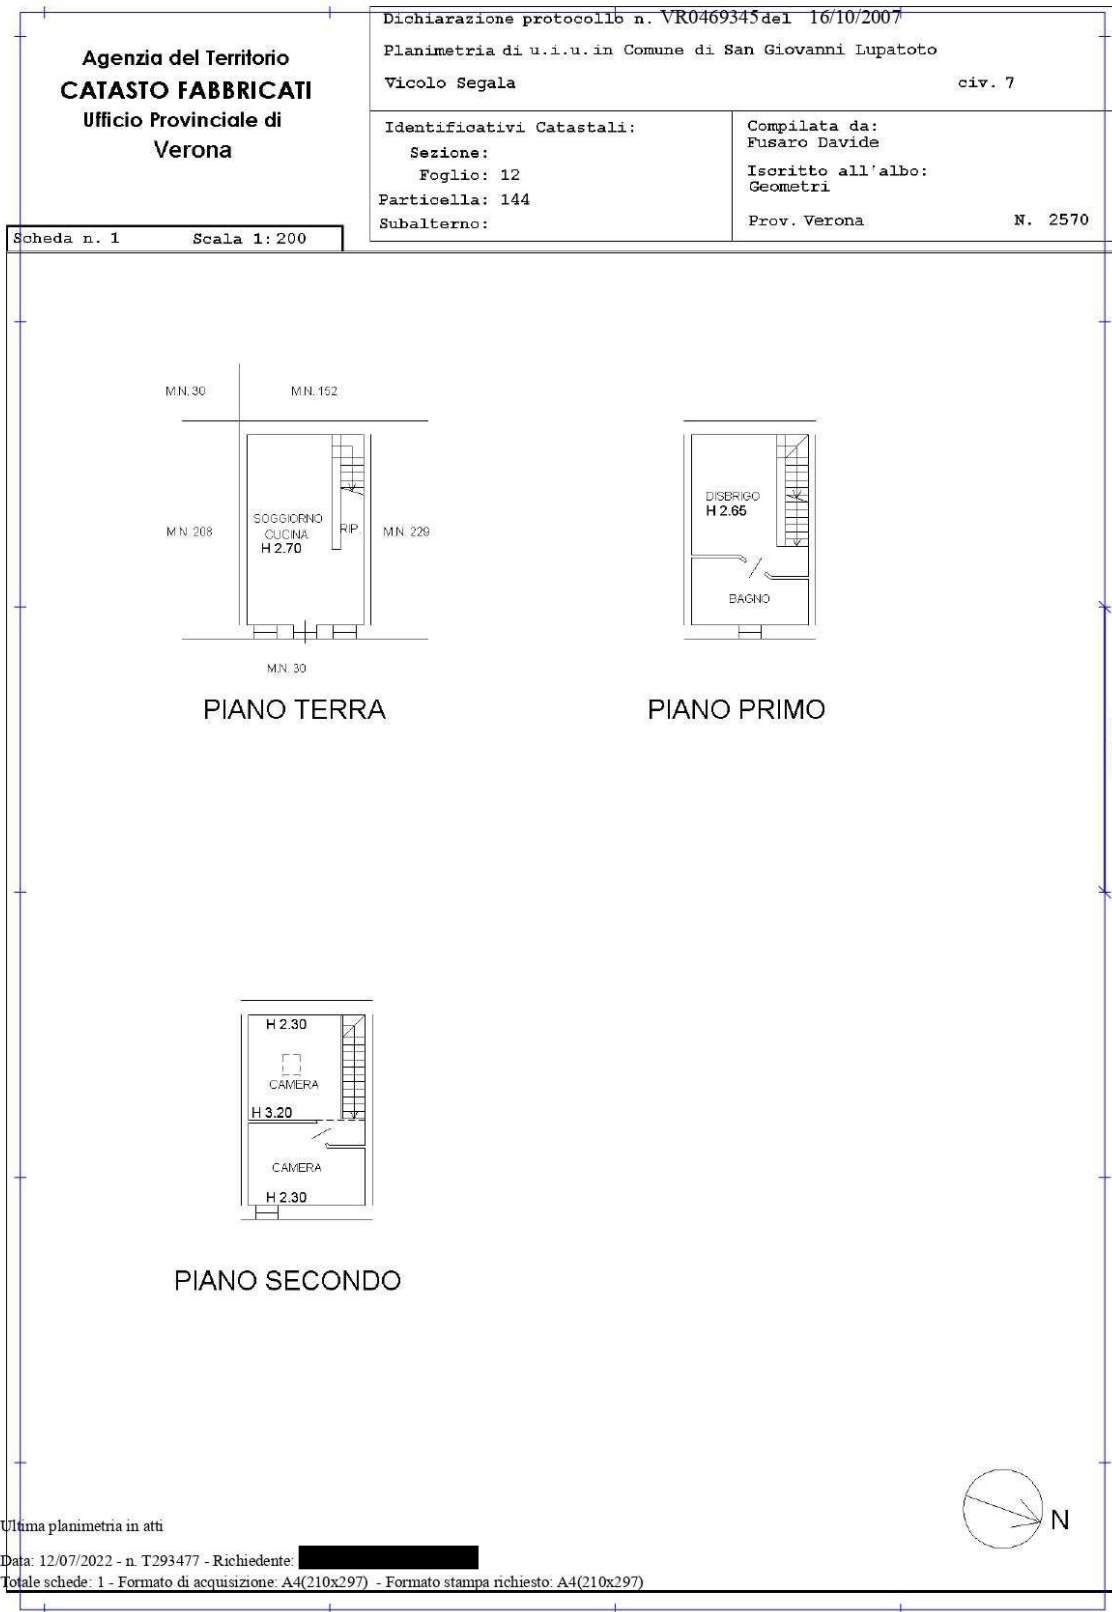 Agenzia del Territorio
CATASTO FABBRICATI
Ufficio Provinciale di
Verona
Scheda n. 1 Scala 1:200
Dichiarazione protocollo n. VR0469345 del 16/10/2007
Planimetria di u.i.u. in Comune di San Giovanni Lupatoto
Vicolo Segala civ. 7
Identificativi Catastali:
Sezione:
Foglio: 12
Particella: 144
Subalterno:
Compilata da:
Fusaro Davide
Iscritto all'albo:
Geometri
Prov. Verona N. 2570
M.N. 30 M.N. 152
SOGGIORNO
CUCINA
H 2.70
RIP.
M.N. 208
M.N. 229
M.N. 30
PIANO TERRA
DISBRIGO
H 2.65
BAGNO
PIANO PRIMO
H 2.30
CAMERA
H 3.20
CAMERA
H 2.30
PIANO SECONDO
N
Ultima planimetria in atti
Data: 12/07/2022 - n. T293477 - Richiedente:
Totale schede: 1 - Formato di acquisizione: A4(210x297) - Formato stampa richiesto: A4(210x297)